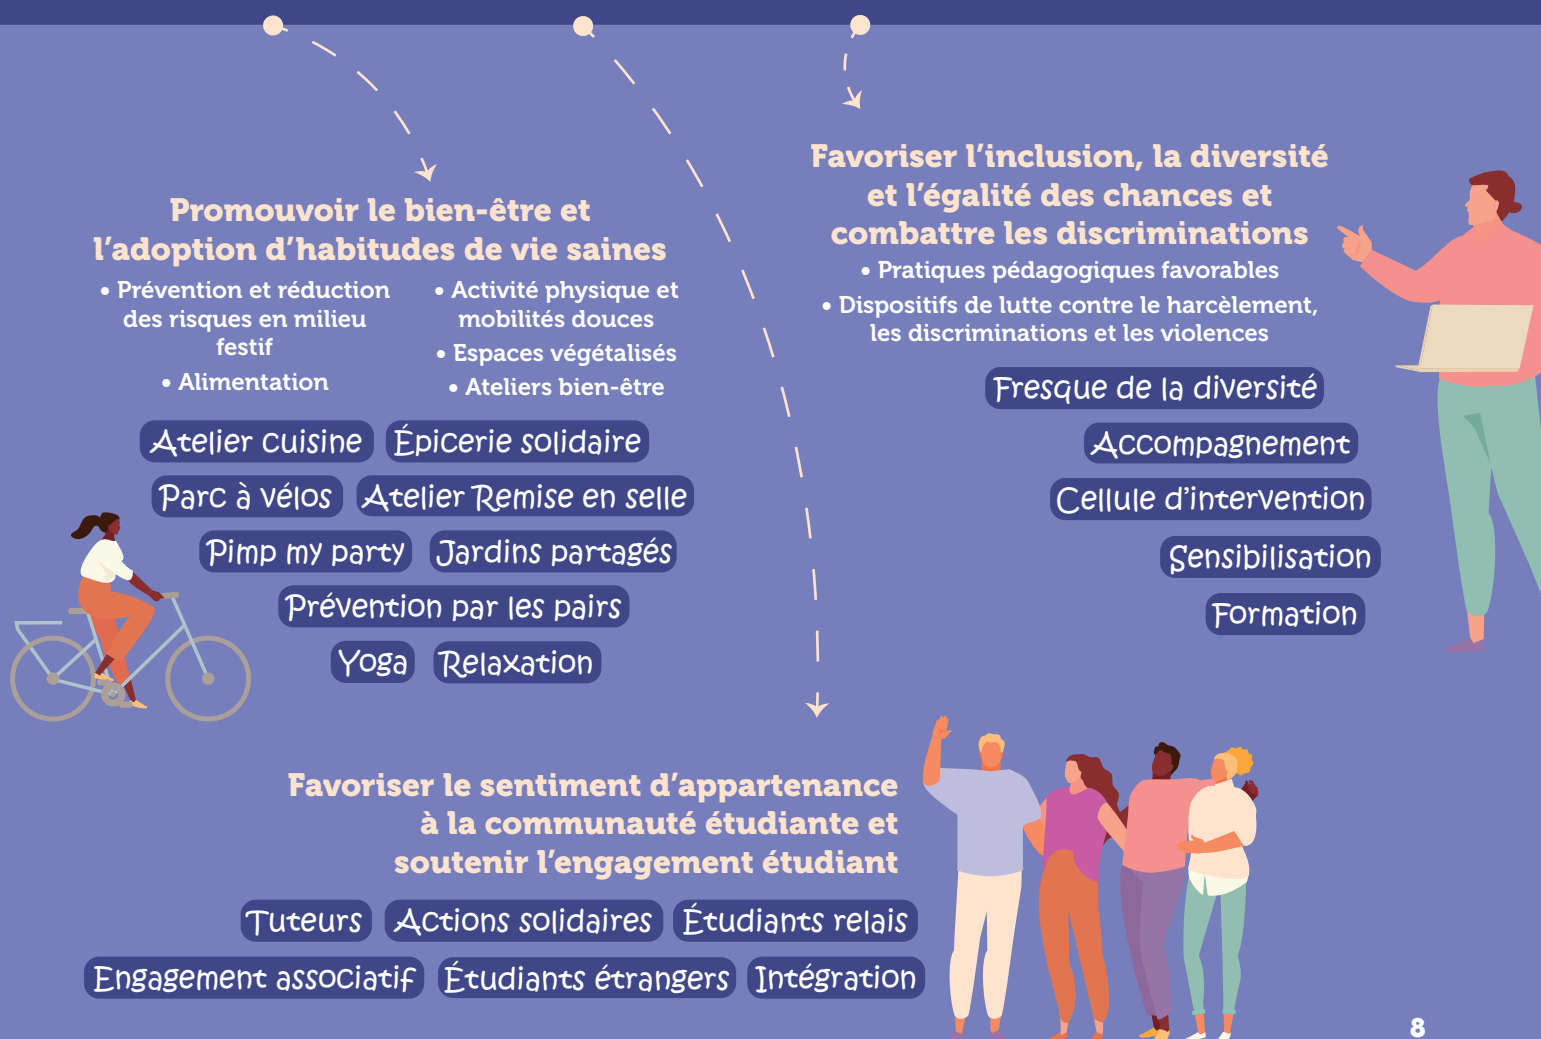 Promouvoir le bien-être et
l'adoption d'habitudes de vie saines
• Prévention et réduction
des risques en milieu
festif
• Alimentation
• Activité physique et
mobilités douces
• Espaces végétalisés
• Ateliers bien-être
Atelier cuisine Épicerie solidaire
Parc à vélos Atelier Remise en selle
Pimp my party Jardins partagés
Prévention par les pairs
Yoga Relaxation
Favoriser l'inclusion, la diversité
et l'égalité des chances et
combattre les discriminations
• Pratiques pédagogiques favorables
• Dispositifs de lutte contre le harcèlement,
les discriminations et les violences
Fresque de la diversité
Accompagnement
Cellule d'intervention
Sensibilisation
Formation
Favoriser le sentiment d'appartenance
à la communauté étudiante et
soutenir l'engagement étudiant
Tuteurs Actions solidaires Étudiants relais
Engagement associatif Étudiants étrangers Intégration
8